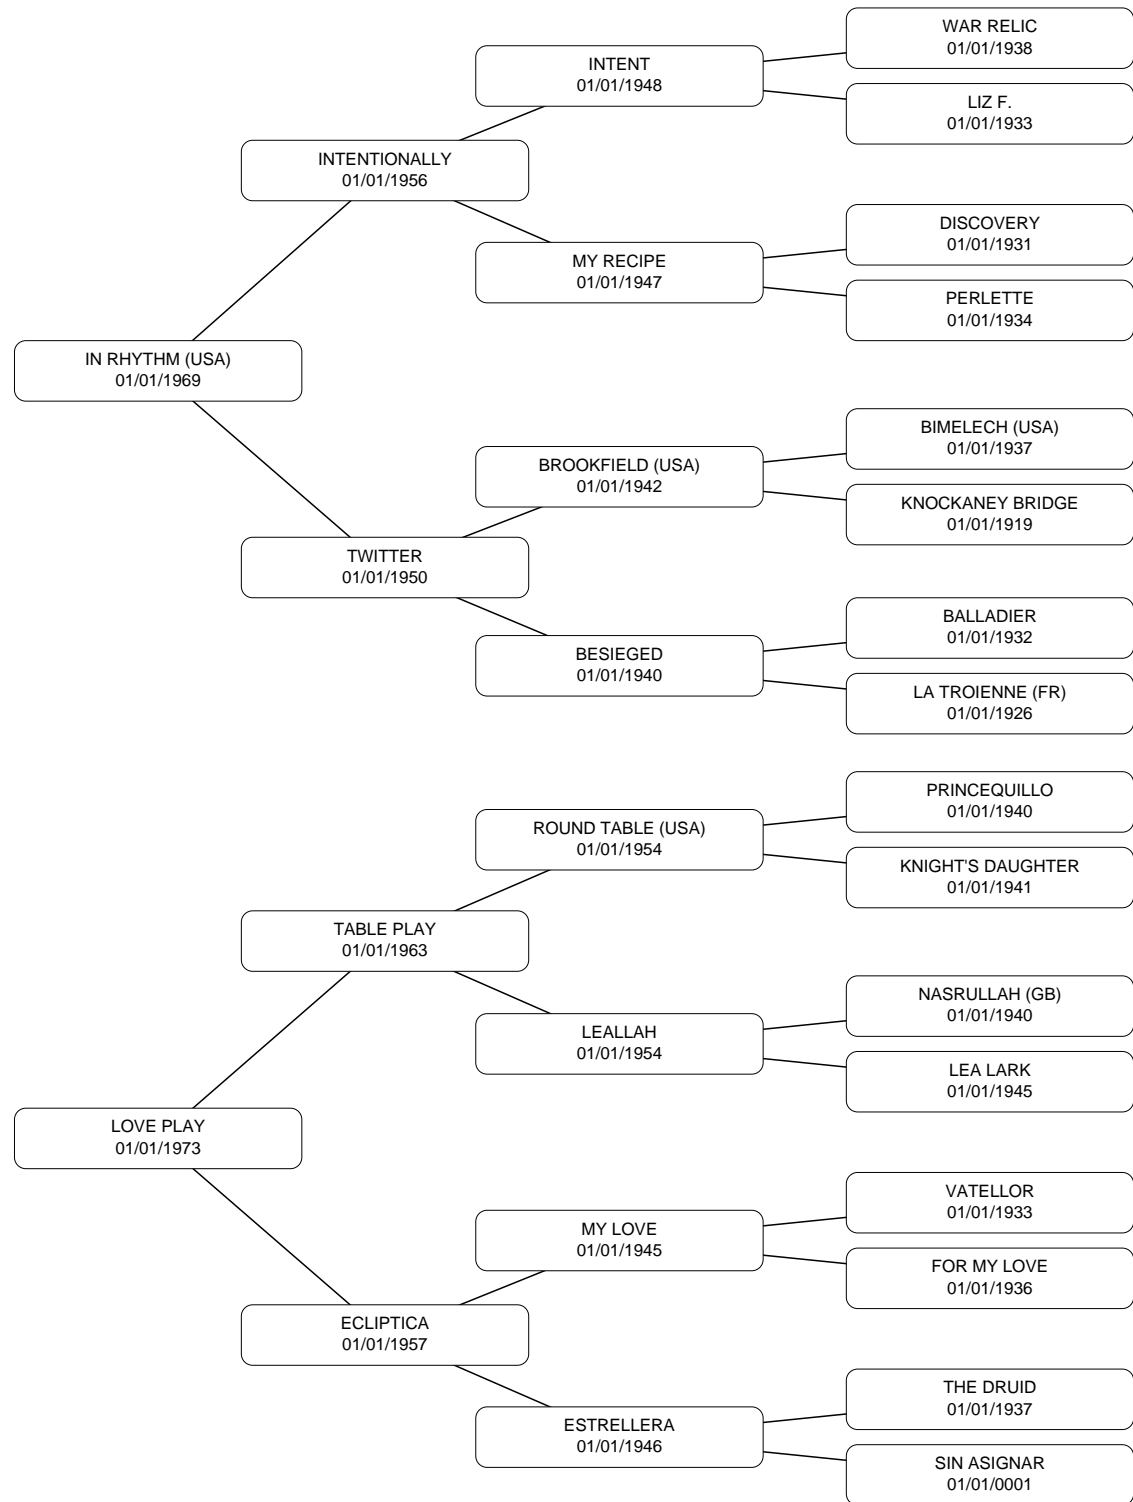 WAR RELIC
01/01/1938
INTENT
01/01/1948
LIZ F.
01/01/1933
INTENTIONALLY
01/01/1956
DISCOVERY
01/01/1931
MY RECIPE
01/01/1947
PERLETTE
01/01/1934
IN RHYTHM (USA)
01/01/1969
BIMELECH (USA)
01/01/1937
BROOKFIELD (USA)
01/01/1942
KNOCKANEY BRIDGE
01/01/1919
TWITTER
01/01/1950
BALLADIER
01/01/1932
BESIEGED
01/01/1940
LA TROIENNE (FR)
01/01/1926
PRINCEQUILLO
01/01/1940
ROUND TABLE (USA)
01/01/1954
KNIGHT'S DAUGHTER
01/01/1941
TABLE PLAY
01/01/1963
NASRULLAH (GB)
01/01/1940
LEALLAH
01/01/1954
LEA LARK
01/01/1945
LOVE PLAY
01/01/1973
VATELLOR
01/01/1933
MY LOVE
01/01/1945
FOR MY LOVE
01/01/1936
ECLIPTICA
01/01/1957
THE DRUID
01/01/1937
ESTRELLERA
01/01/1946
SIN ASIGNAR
01/01/0001